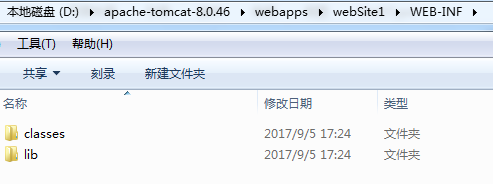 本地磁盘 (D:) ▸ apache-tomcat-8.0.46 ▸ webapps ▸ webSite1 ▸ WEB-INF ▸
工具(T) 帮助(H)
共享 刻录 新建文件夹
名称 修改日期 类型
classes 2017/9/5 17:24 文件夹
lib 2017/9/5 17:24 文件夹